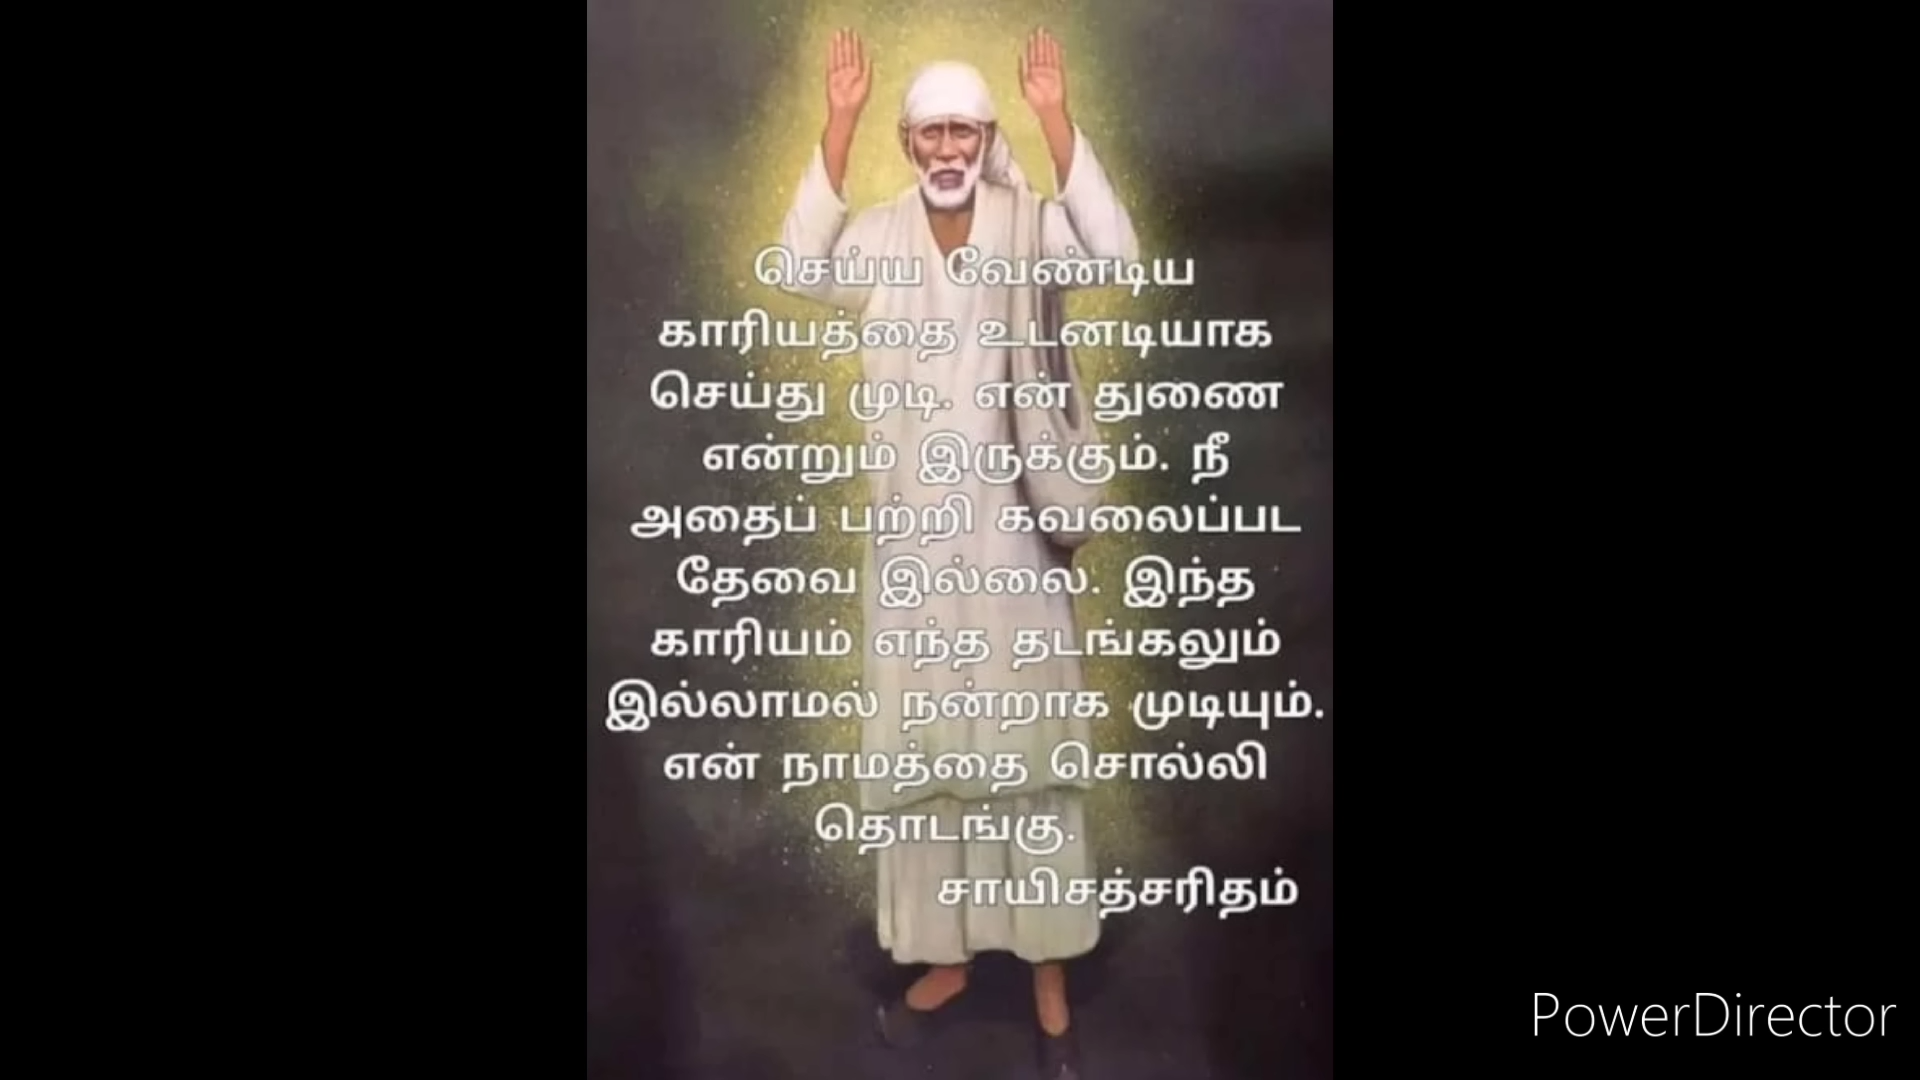 செய்ய வேண்டிய
காரியத்தை உடனடியாக
செய்து முடி. என் துணை
என்றும் இருக்கும். நீ
அதைப் பற்றி கவலைப்பட
தேவை இல்லை. இந்த
காரியம் எந்த தடங்கலும்
இல்லாமல் நன்றாக முடியும்.
என் நாமத்தை சொல்லி
தொடங்கு.
சாயிசத்சரிதம்
PowerDirector